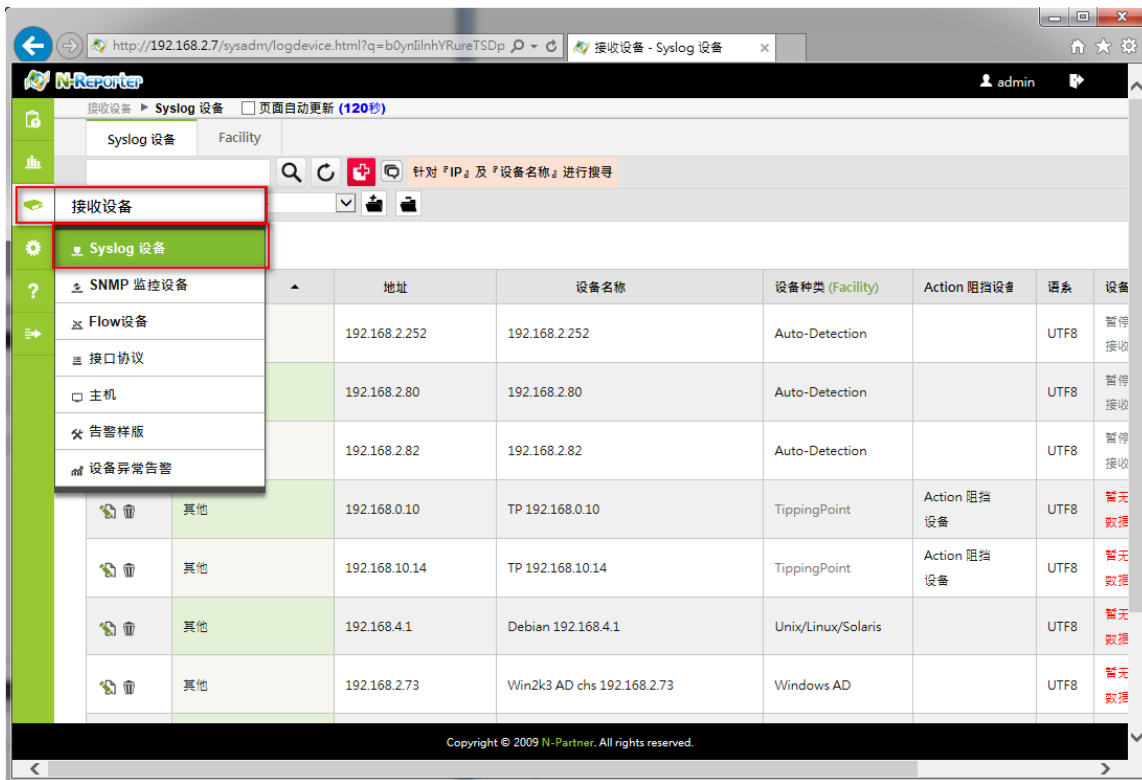 http://192.168.2.7/sysadm/logdevice.html?q=b0ynIilnhYRureTSDp
接收设备 - Syslog 设备
N-Reporter
admin
接收设备 ▶ Syslog 设备 页面自动更新 (120秒)
Syslog 设备 Facility
针对『IP』及『设备名称』进行搜寻
接收设备
Syslog 设备
SNMP 监控设备
Flow设备
接口协议
主机
告警样版
设备异常告警
地址 设备名称 设备种类 (Facility) Action 阻挡设备 语系 设备
192.168.2.252 192.168.2.252 Auto-Detection UTF8 暂停
接收
192.168.2.80 192.168.2.80 Auto-Detection UTF8 暂停
接收
192.168.2.82 192.168.2.82 Auto-Detection UTF8 暂停
接收
其他 192.168.0.10 TP 192.168.0.10 TippingPoint Action 阻挡 UTF8 暂无
设备 数据
其他 192.168.10.14 TP 192.168.10.14 TippingPoint Action 阻挡 UTF8 暂无
设备 数据
其他 192.168.4.1 Debian 192.168.4.1 Unix/Linux/Solaris UTF8 暂无
数据
其他 192.168.2.73 Win2k3 AD chs 192.168.2.73 Windows AD UTF8 暂无
数据
Copyright © 2009 N-Partner. All rights reserved.